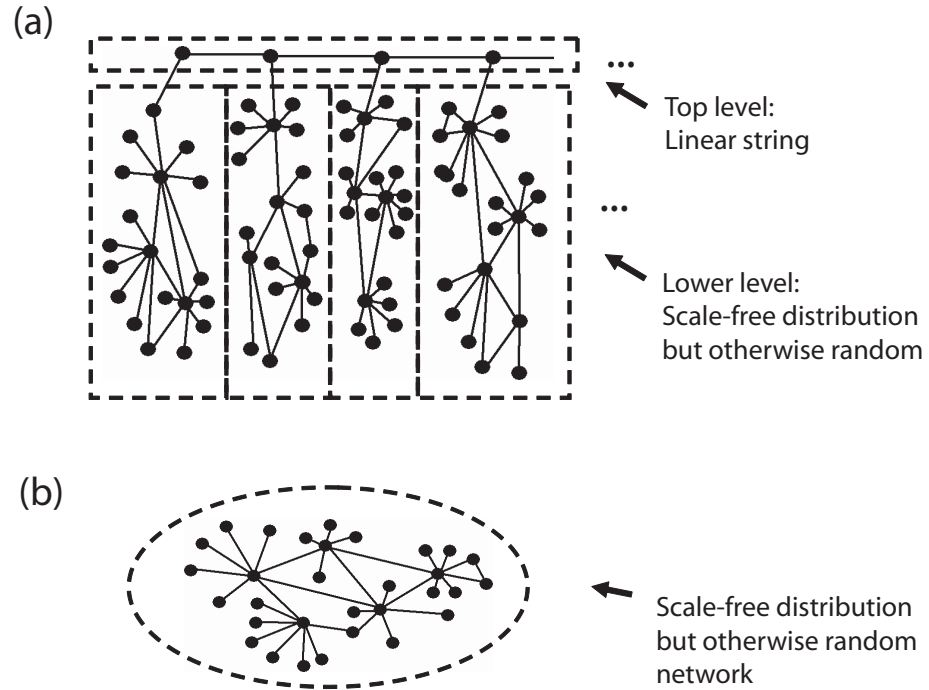 (a)
...
Top level:
Linear string
...
Lower level:
Scale-free distribution
but otherwise random
(b)
Scale-free distribution
but otherwise random
network